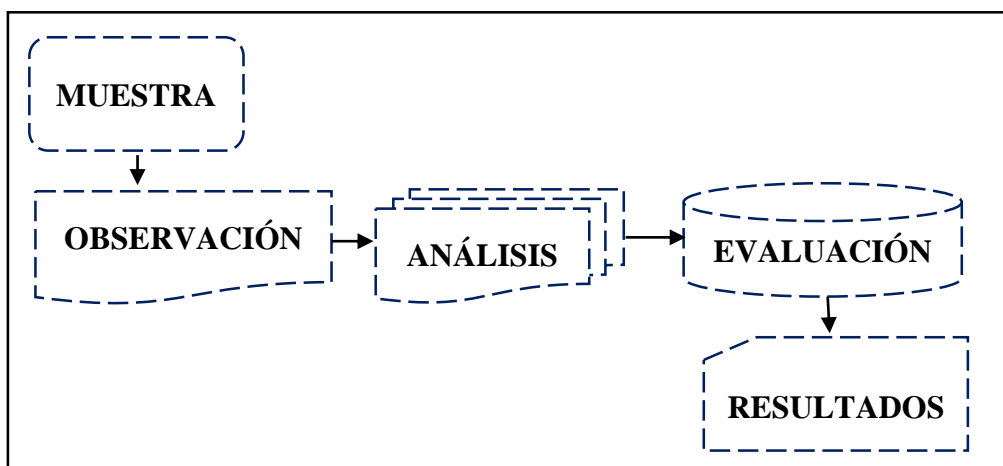 MUESTRA
OBSERVACIÓN
ANÁLISIS
EVALUACIÓN
RESULTADOS